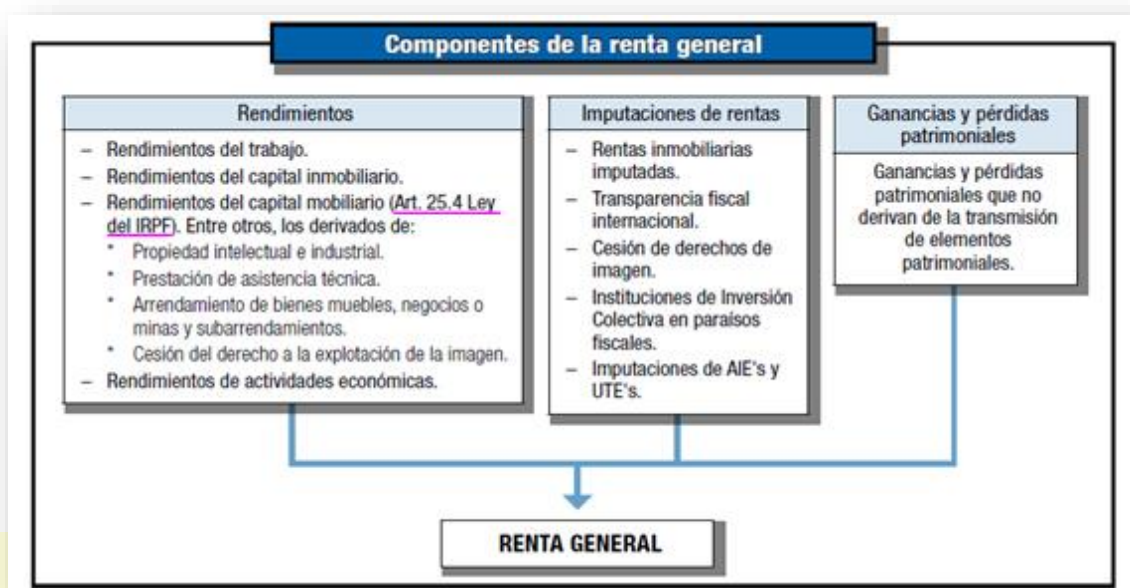 Componentes de la renta general
Rendimientos
– Rendimientos del trabajo.
– Rendimientos del capital inmobiliario.
– Rendimientos del capital mobiliario (Art. 25.4 Ley
del IRPF). Entre otros, los derivados de:
* Propiedad intelectual e industrial.
* Prestación de asistencia técnica.
* Arrendamiento de bienes muebles, negocios o
minas y subarrendamientos.
* Cesión del derecho a la explotación de la imagen.
– Rendimientos de actividades económicas.
Imputaciones de rentas
– Rentas inmobiliarias
imputadas.
– Transparencia fiscal
internacional.
– Cesión de derechos de
imagen.
– Instituciones de Inversión
Colectiva en paraísos
fiscales.
– Imputaciones de AIE's y
UTE's.
Ganancias y pérdidas
patrimoniales
Ganancias y pérdidas
patrimoniales que no
derivan de la transmisión
de elementos
patrimoniales.
RENTA GENERAL